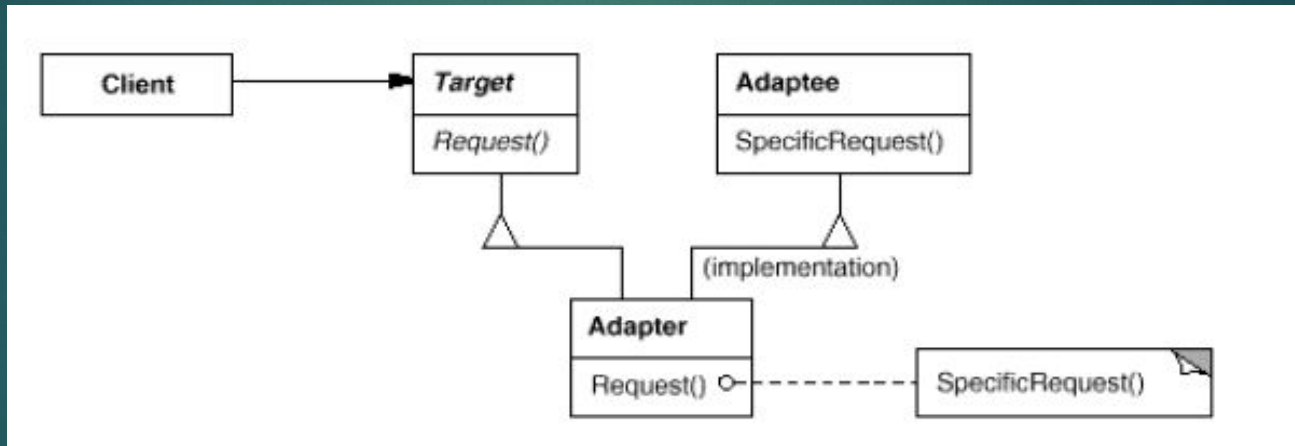 Client
Target
Request()
Adaptee
SpecificRequest()
(implementation)
Adapter
Request()
SpecificRequest()